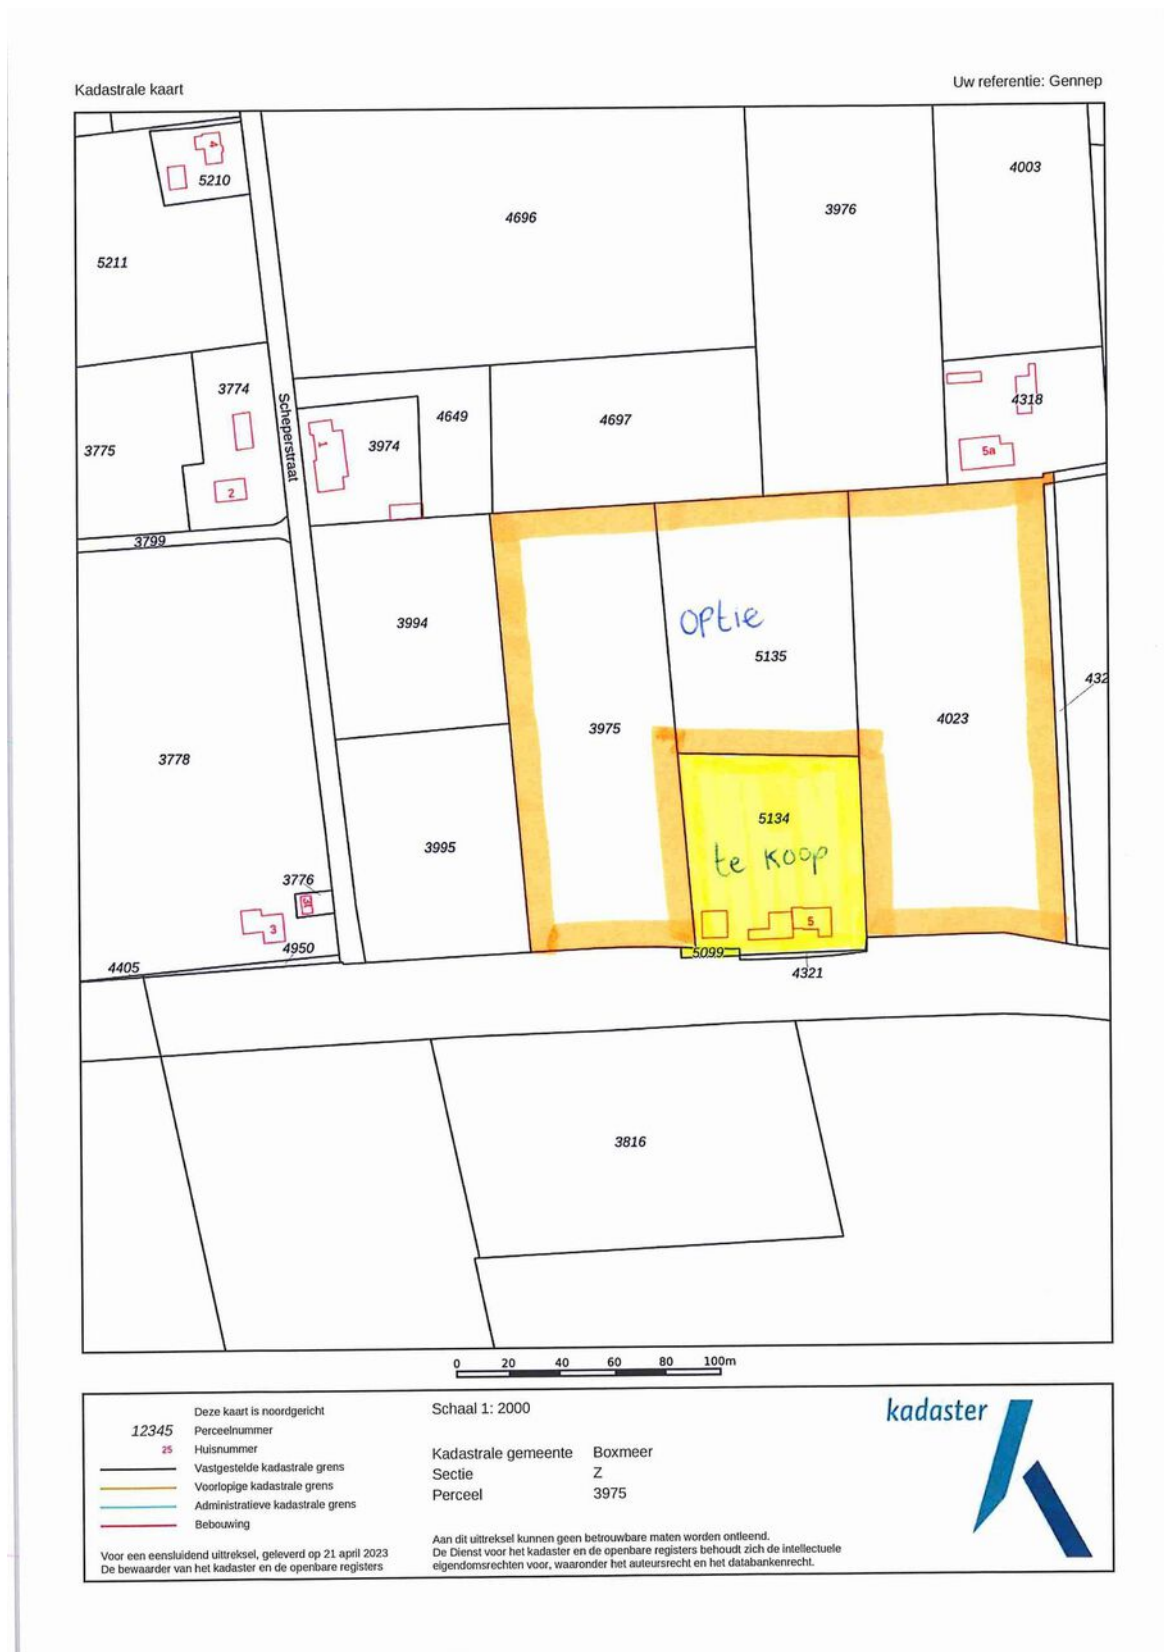 Kadastrale kaart
Uw referentie: Gennep
4
5210
4696
3976
4003
5211
3774
Scheperstraat
4649
4697
4318
3775
1
3974
5a
2
3799
3994
optie
5135
432
3975
4023
3778
5134
3995
te koop
3776
3
5
4950
5099
4405
4321
3816
0 20 40 60 80 100m
Deze kaart is noordgericht
12345 Perceelnummer
25 Huisnummer
Vastgestelde kadastrale grens
Voorlopige kadastrale grens
Administratieve kadastrale grens
Bebouwing
Voor een eensluidend uittreksel, geleverd op 21 april 2023
De bewaarder van het kadaster en de openbare registers
Schaal 1: 2000
Kadastrale gemeente Boxmeer
Sectie Z
Perceel 3975
Aan dit uittreksel kunnen geen betrouwbare maten worden ontleend.
De Dienst voor het kadaster en de openbare registers behoudt zich de intellectuele
eigendomsrechten voor, waaronder het auteursrecht en het databankenrecht.
kadaster